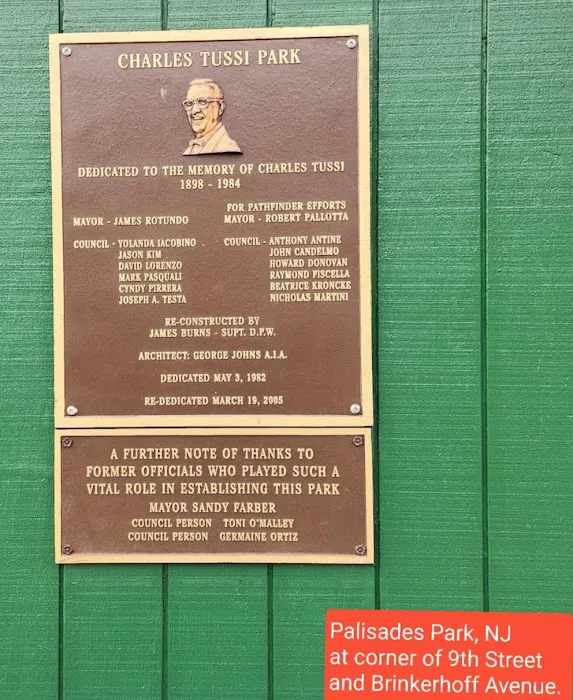 CHARLES TUSSI PARK
DEDICATED TO THE MEMORY OF CHARLES TUSSI
1898 - 1984
MAYOR - JAMES ROTUNDO
COUNCIL - YOLANDA IACOBINO
JASON KIM
DAVID LORENZO
MARK PASQUALI
CYNDY PIRRERA
JOSEPH A. TESTA
FOR PATHFINDER EFFORTS
MAYOR - ROBERT PALLOTTA
COUNCIL - ANTHONY ANTINE
JOHN CANDELMO
HOWARD DONOVAN
RAYMOND FISCELLA
BEATRICE KRONCKE
NICHOLAS MARTINI
RE-CONSTRUCTED BY
JAMES BURNS - SUPT. D.P.W.
ARCHITECT: GEORGE JOHNS A.I.A.
DEDICATED MAY 3, 1982
RE-DEDICATED MARCH 19, 2005
A FURTHER NOTE OF THANKS TO
FORMER OFFICIALS WHO PLAYED SUCH A
VITAL ROLE IN ESTABLISHING THIS PARK
MAYOR SANDY FARBER
COUNCIL PERSON TONI O'MALLEY
COUNCIL PERSON GERMAINE ORTIZ
Palisades Park, NJ
at corner of 9th Street
and Brinkerhoff Avenue.